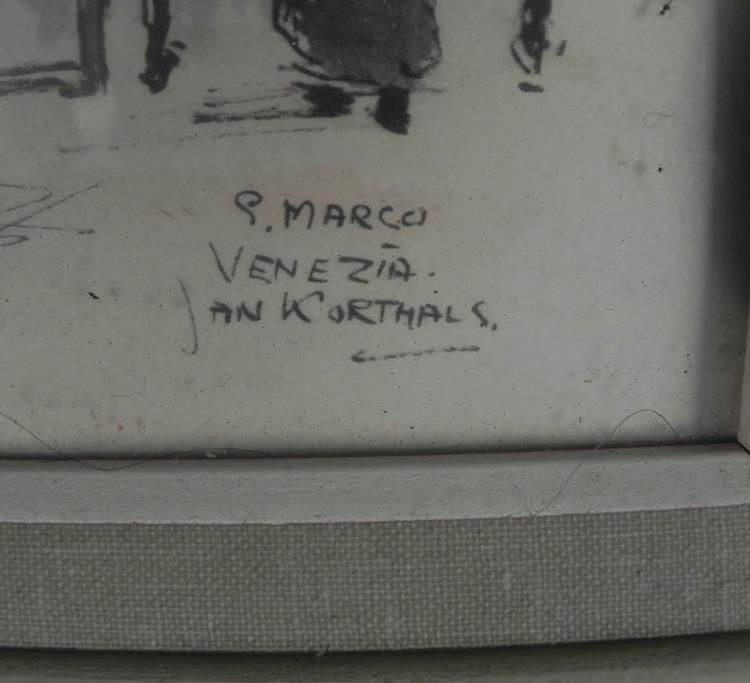 S. MARCO
VENEZIA.
JAN KORTHALS.